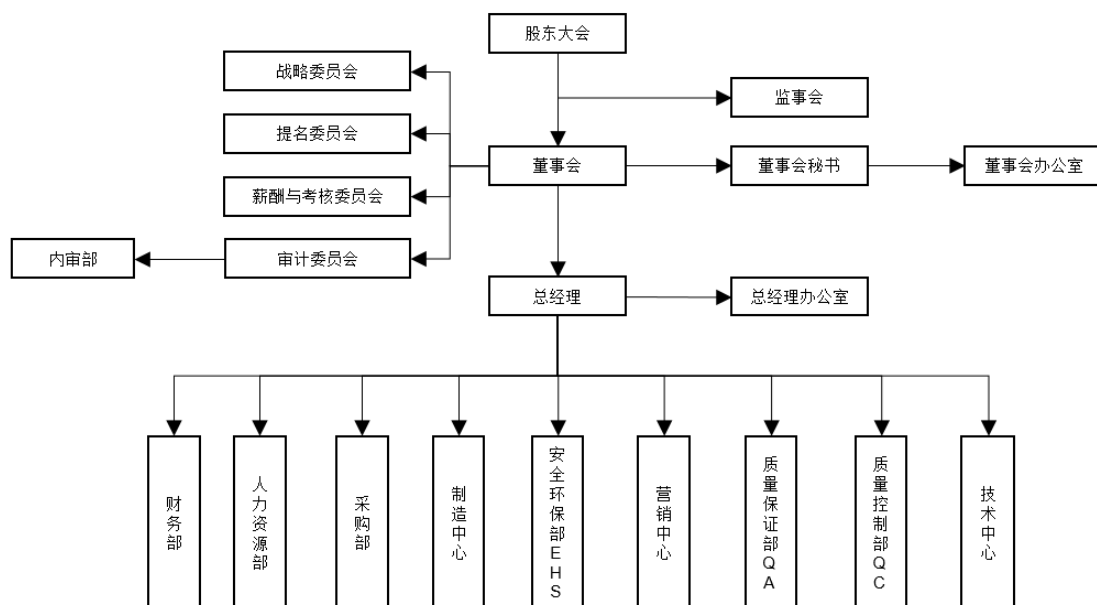 股东大会
战略委员会
监事会
提名委员会
董事会
董事会秘书
董事会办公室
薪酬与考核委员会
内审部
审计委员会
总经理
总经理办公室
财务部
人力资源部
采购部
制造中心
安全环保部EHS
营销中心
质量保证部QA
质量控制部QC
技术中心